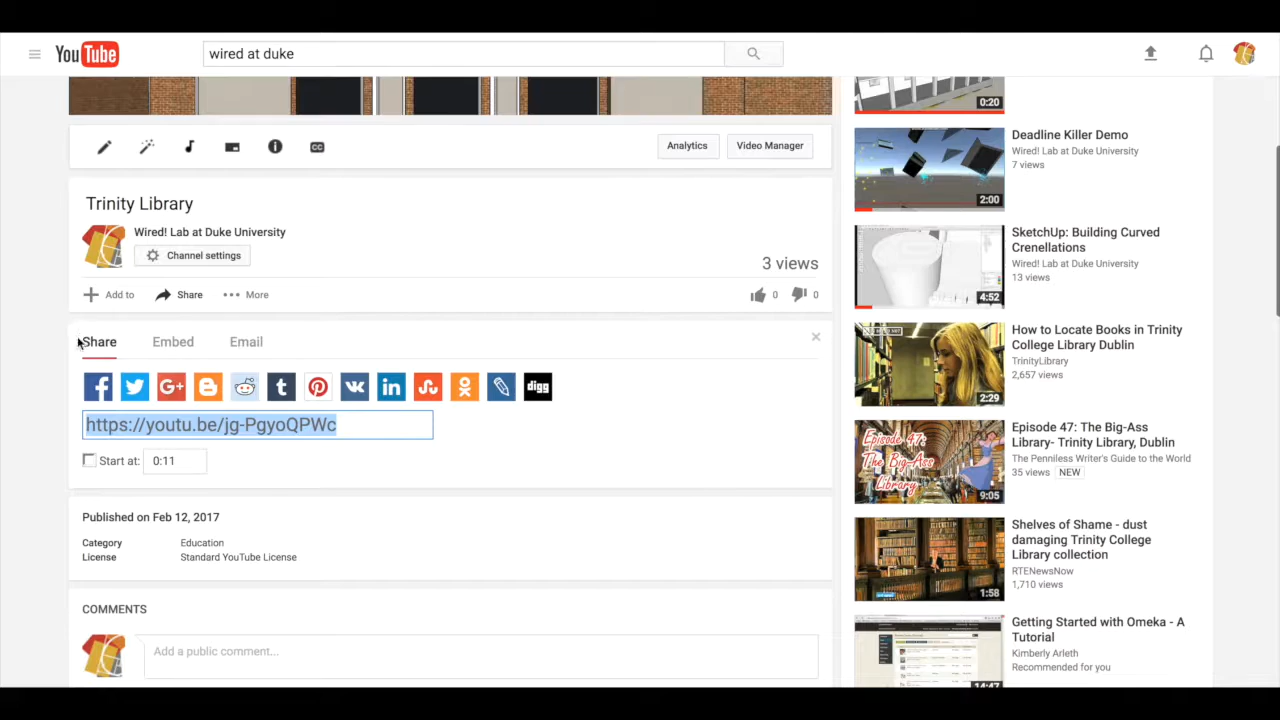 YouTube
wired at duke
Analytics
Video Manager
Trinity Library
Wired! Lab at Duke University
Channel settings
3 views
Add to
Share
More
0
0
Share
Embed
Email
digg
https://youtu.be/jg-PgyoQPWc
Start at:
0:11
Published on Feb 12, 2017
Category
Education
License
Standard YouTube License
COMMENTS
Add a public comment...
0:20
Deadline Killer Demo
Wired! Lab at Duke University
7 views
2:00
SketchUp: Building Curved
Crenellations
Wired! Lab at Duke University
13 views
4:52
How to Locate Books in Trinity
College Library Dublin
TrinityLibrary
2,657 views
2:29
Episode 47: The Big-Ass
Library- Trinity Library, Dublin
The Penniless Writer's Guide to the World
35 views NEW
Episode 47:
The Big-Ass
Library
9:05
Shelves of Shame - dust
damaging Trinity College
Library collection
RTENewsNow
1,710 views
1:58
Getting Started with Omeka - A
Tutorial
Kimberly Arleth
Recommended for you
14:47